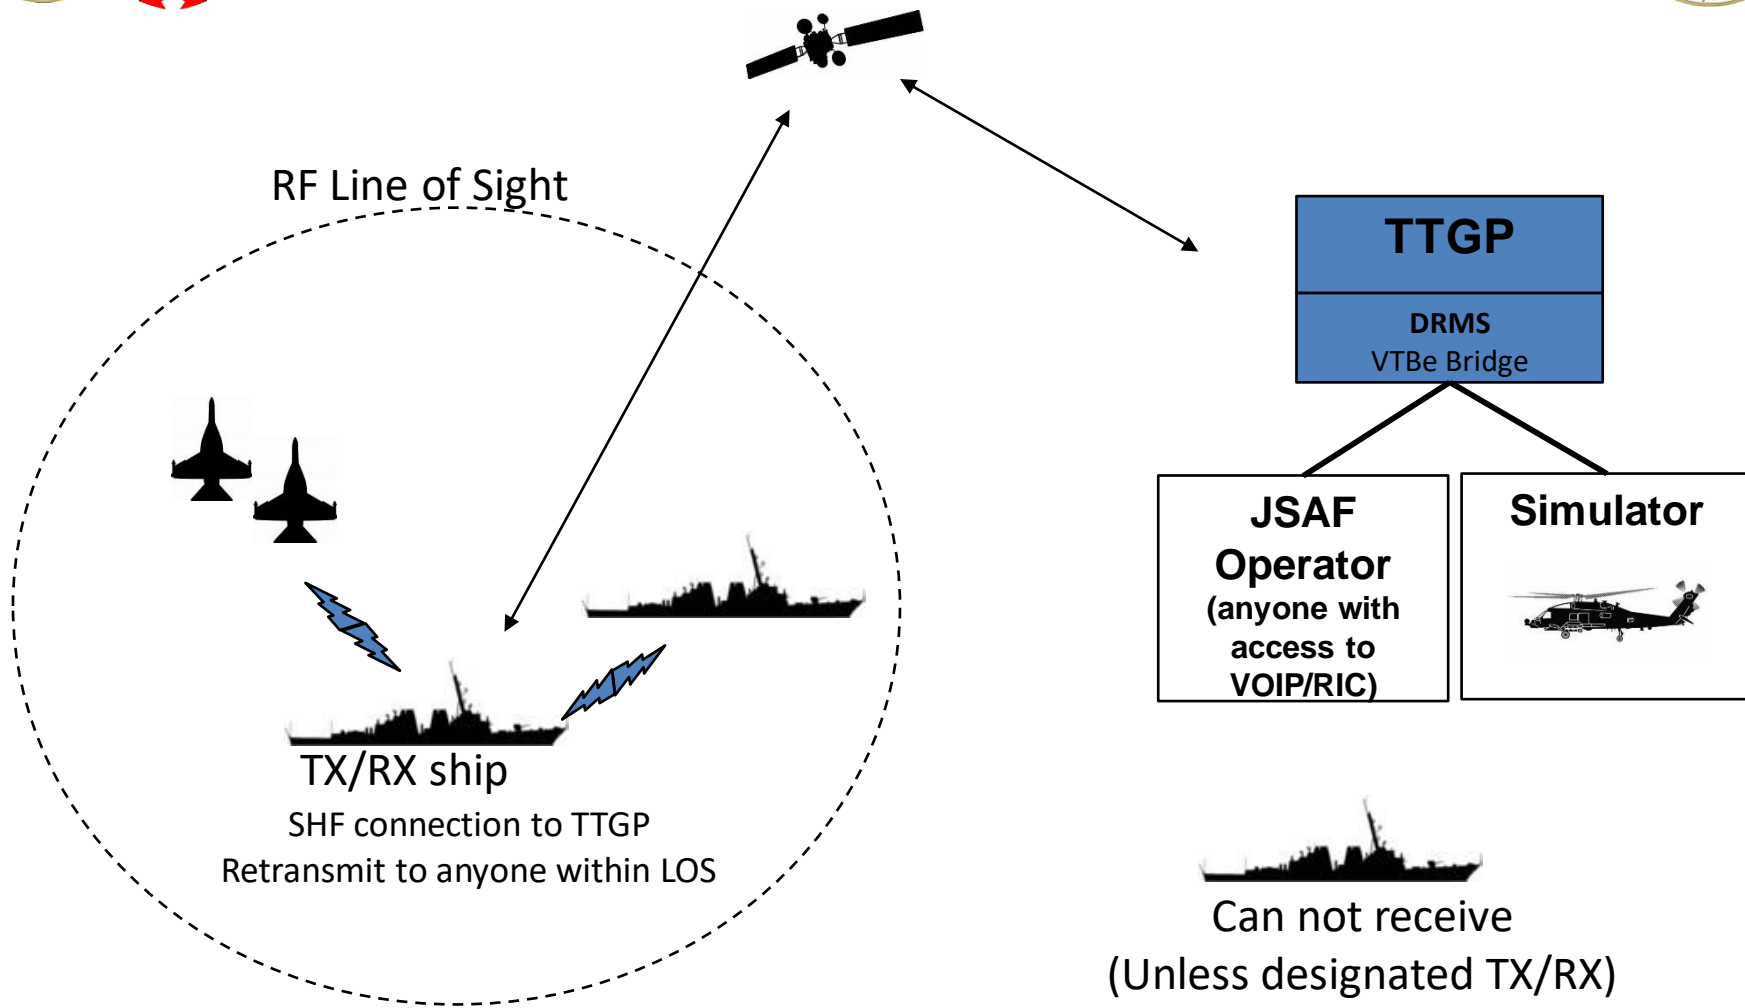 RF Line of Sight
TTGP
DRMS
VTBe Bridge
JSAF
Operator
(anyone with
access to
VOIP/RIC)
Simulator
TX/RX ship
SHF connection to TTGP
Retransmit to anyone within LOS
Can not receive
(Unless designated TX/RX)